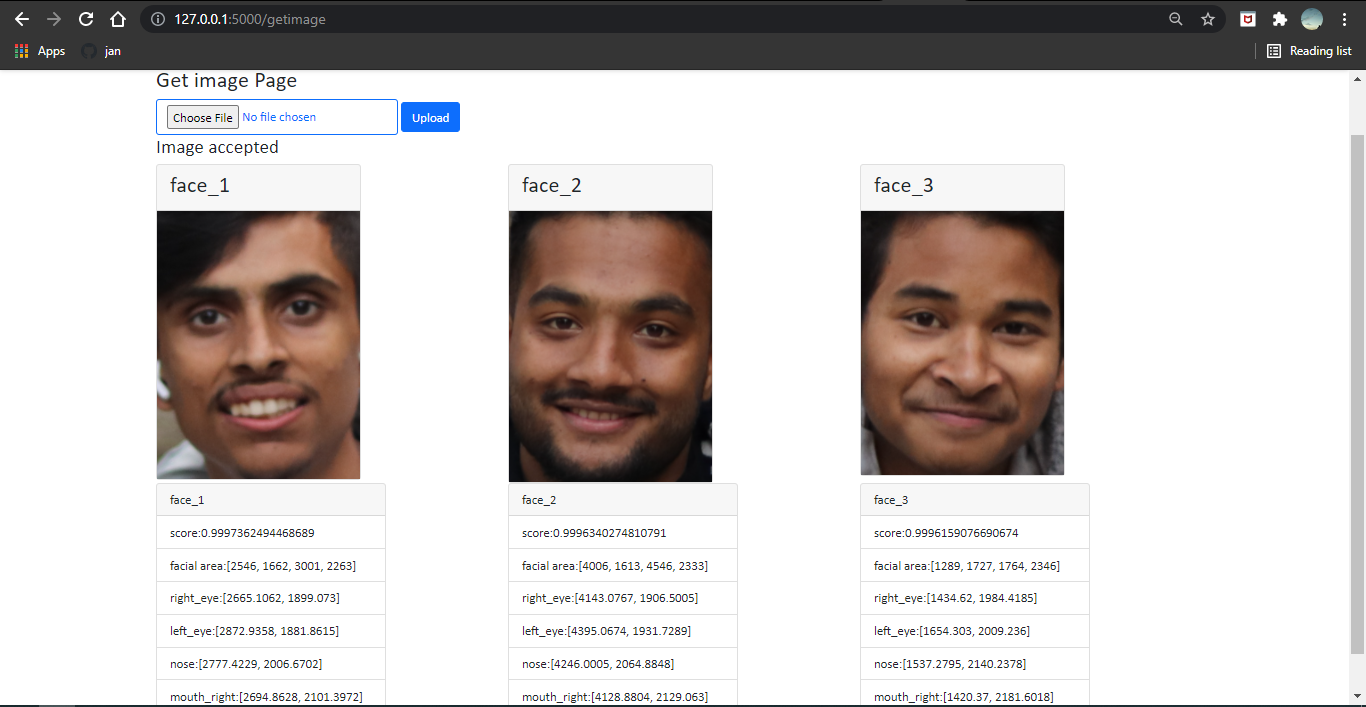 127.0.0.1:5000/getimage
Apps
jan
Reading list
Get image Page
Choose File No file chosen
Upload
Image accepted
face_1
face_2
face_3
face_1
score:0.9997362494468689
facial area:[2546, 1662, 3001, 2263]
right_eye:[2665.1062, 1899.073]
left_eye:[2872.9358, 1881.8615]
nose:[2777.4229, 2006.6702]
mouth_right:[2694.8628, 2101.3972]
face_2
score:0.9996340274810791
facial area:[4006, 1613, 4546, 2333]
right_eye:[4143.0767, 1906.5005]
left_eye:[4395.0674, 1931.7289]
nose:[4246.0005, 2064.8848]
mouth_right:[4128.8804, 2129.063]
face_3
score:0.9996159076690674
facial area:[1289, 1727, 1764, 2346]
right_eye:[1434.62, 1984.4185]
left_eye:[1654.303, 2009.236]
nose:[1537.2795, 2140.2378]
mouth_right:[1420.37, 2181.6018]